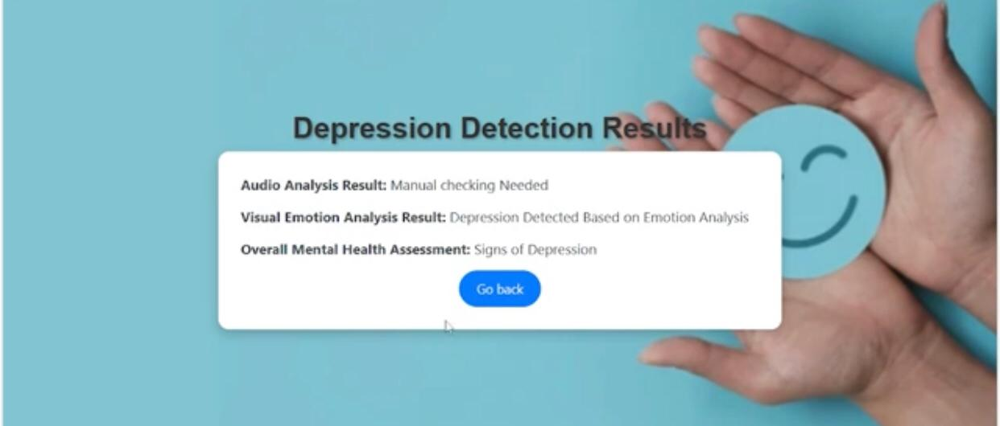 Depression Detection Results
Audio Analysis Result: Manual checking Needed
Visual Emotion Analysis Result: Depression Detected Based on Emotion Analysis
Overall Mental Health Assessment: Signs of Depression
Go back